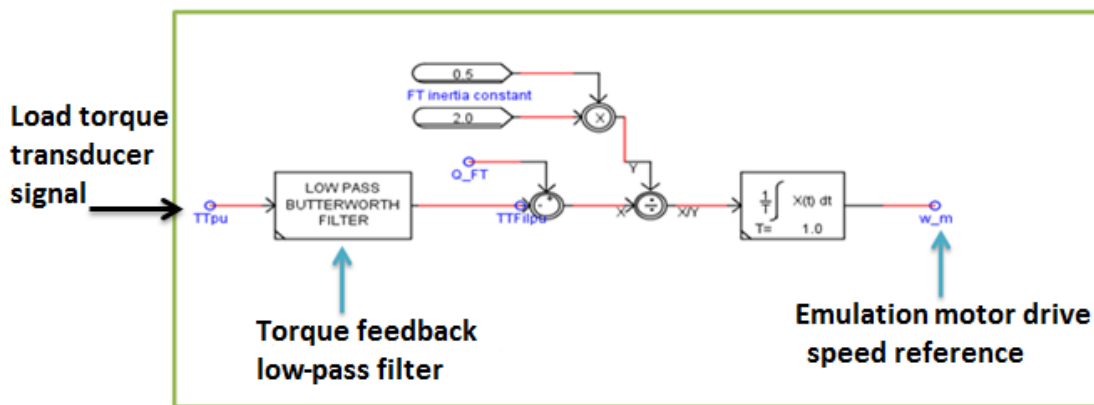 0.5
FT inertia constant
2.0
X
Load torque
transducer
signal
TTpu
LOW PASS
BUTTERWORTH
FILTER
Q_FT
TTFilpu
- +
Y
X
÷
X/Y
1/T ∫ X(t) dt
T= 1.0
w_m
Torque feedback
low-pass filter
Emulation motor drive
speed reference